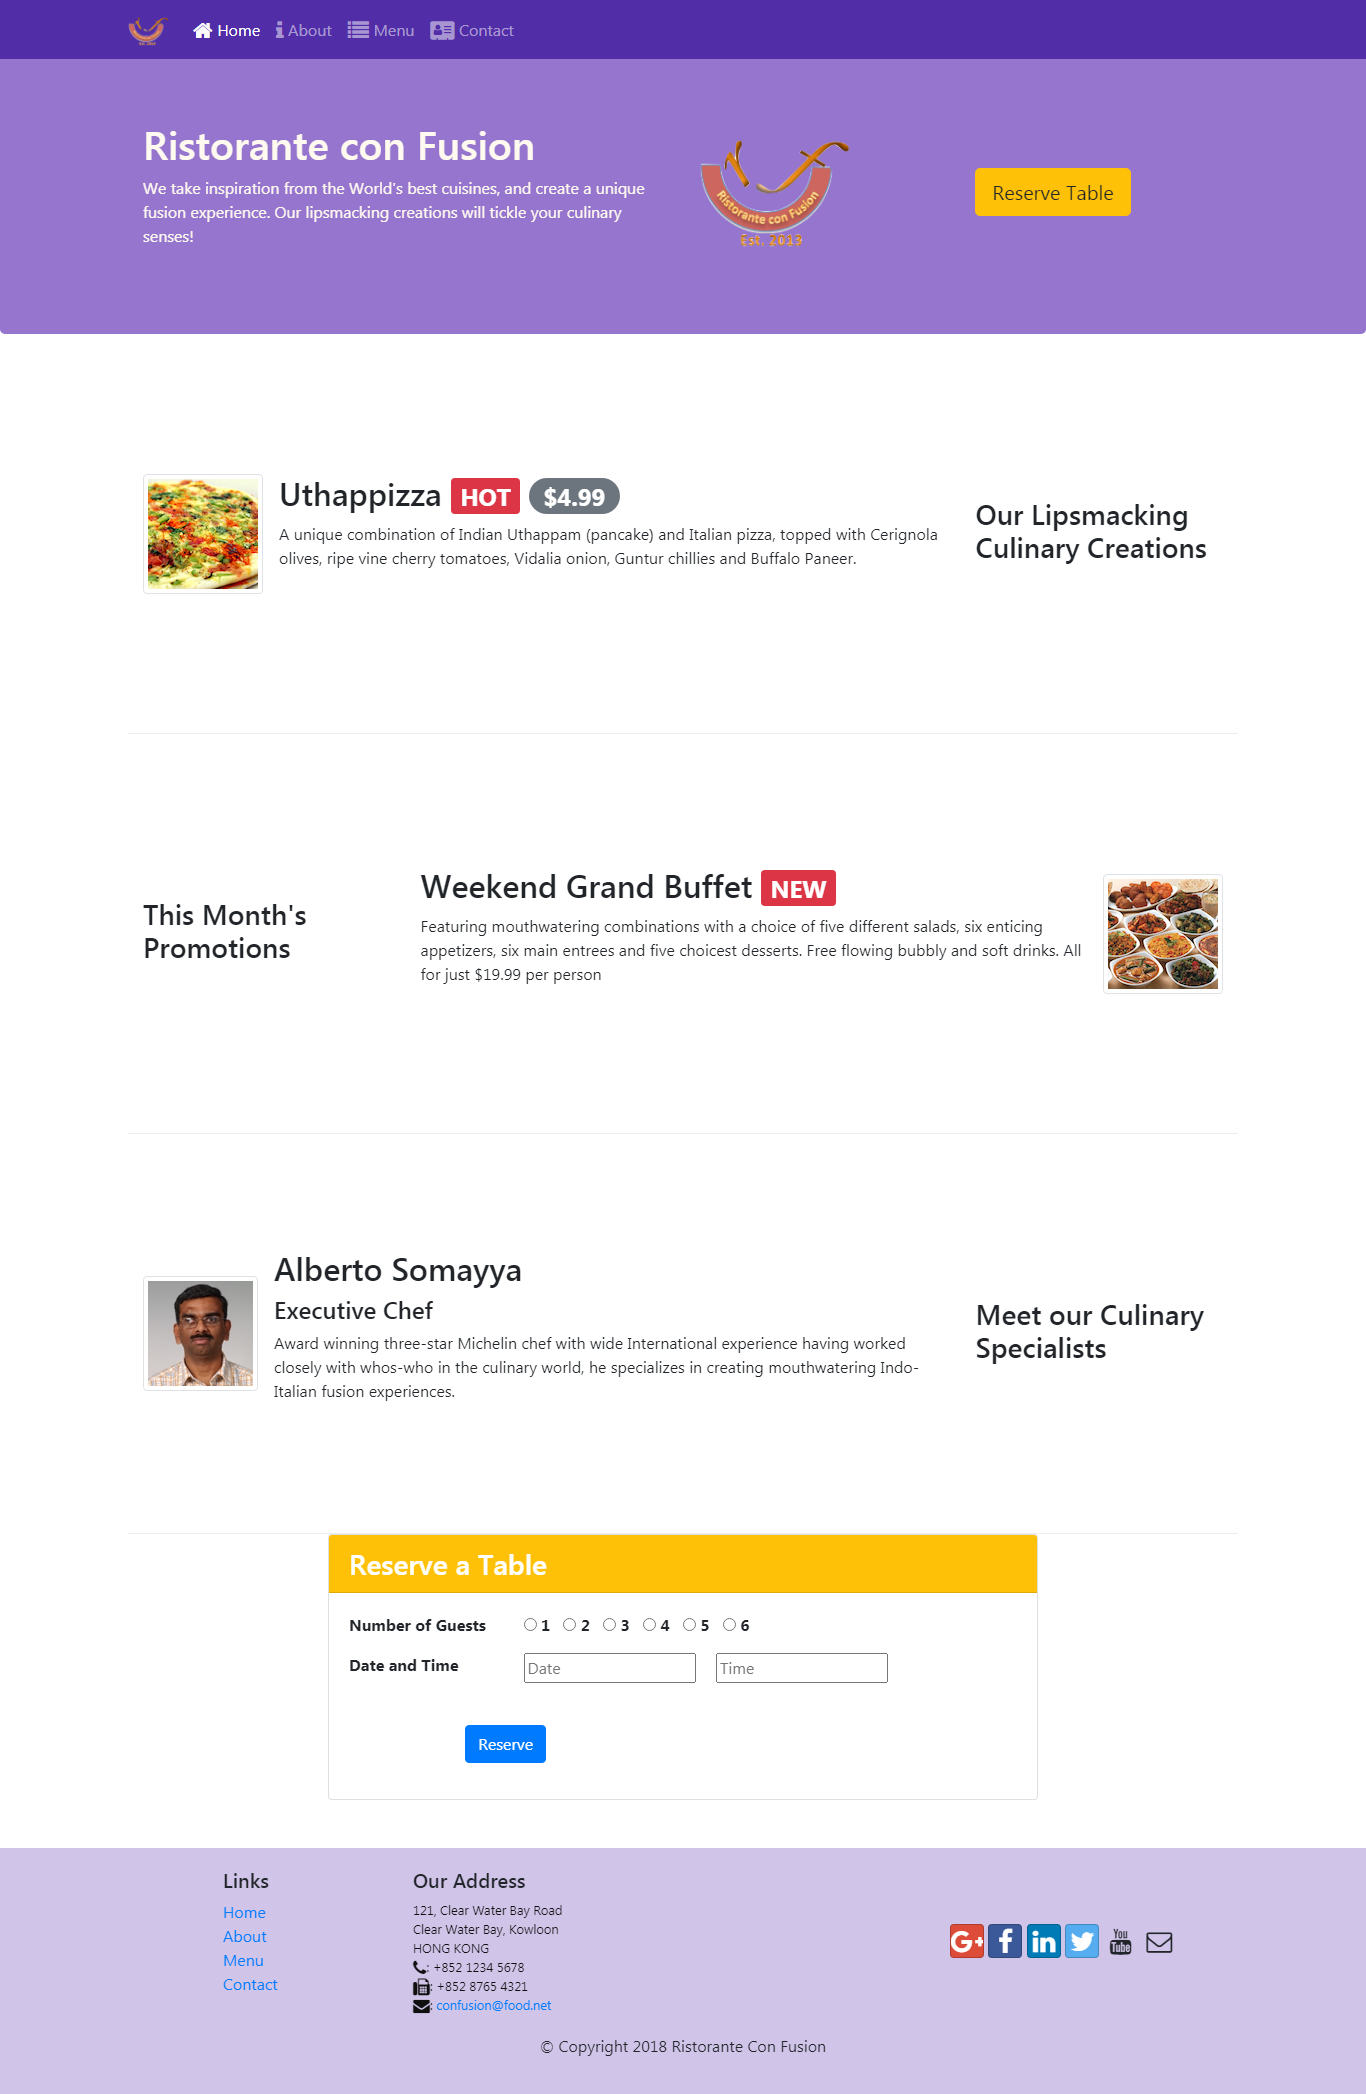 Home About Menu Contact
Ristorante con Fusion
We take inspiration from the World's best cuisines, and create a unique
fusion experience. Our lipsmacking creations will tickle your culinary
senses!
Ristorante con Fusion
Est. 2013
Reserve Table
Uthappizza HOT $4.99
A unique combination of Indian Uthappam (pancake) and Italian pizza, topped with Cerignola
olives, ripe vine cherry tomatoes, Vidalia onion, Guntur chillies and Buffalo Paneer.
Our Lipsmacking
Culinary Creations
This Month's
Promotions
Weekend Grand Buffet NEW
Featuring mouthwatering combinations with a choice of five different salads, six enticing
appetizers, six main entrees and five choicest desserts. Free flowing bubbly and soft drinks. All
for just $19.99 per person
Alberto Somayya
Executive Chef
Award winning three-star Michelin chef with wide International experience having worked
closely with whos-who in the culinary world, he specializes in creating mouthwatering Indo-
Italian fusion experiences.
Meet our Culinary
Specialists
Reserve a Table
Number of Guests 1 2 3 4 5 6
Date and Time Date Time
Reserve
Links
Home
About
Menu
Contact
Our Address
121, Clear Water Bay Road
Clear Water Bay, Kowloon
HONG KONG
: +852 1234 5678
: +852 8765 4321
: confusion@food.net
G+ f in You Tube
© Copyright 2018 Ristorante Con Fusion